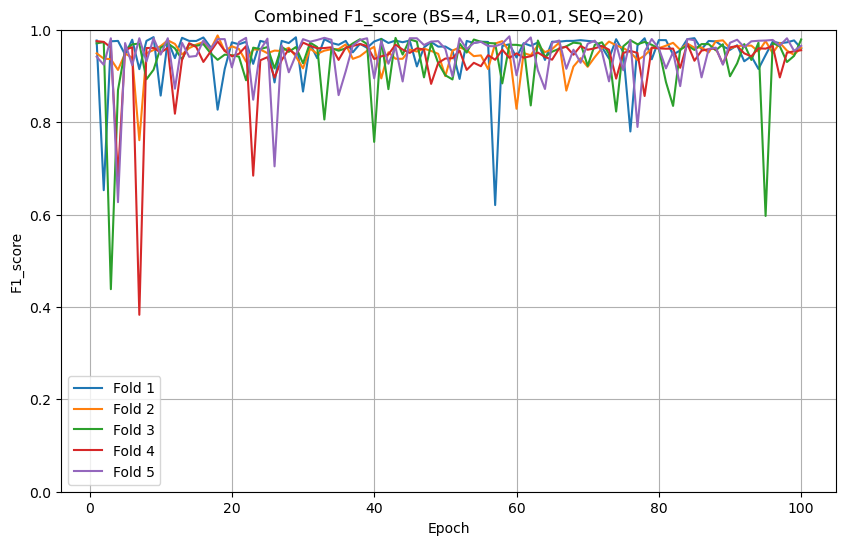 Combined F1_score (BS=4, LR=0.01, SEQ=20)
1.0
0.8
0.6
0.4
0.2
0.0
F1_score
Fold 1
Fold 2
Fold 3
Fold 4
Fold 5
0 20 40 60 80 100
Epoch